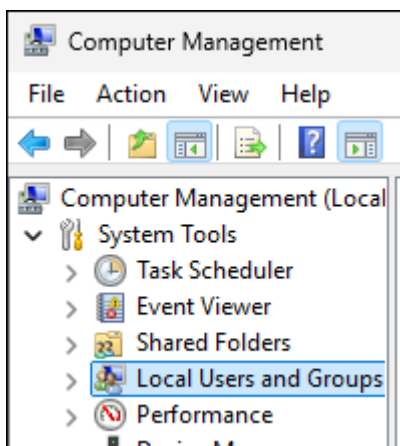 Computer Management
File Action View Help
Computer Management (Local
System Tools
Task Scheduler
Event Viewer
Shared Folders
Local Users and Groups
Performance